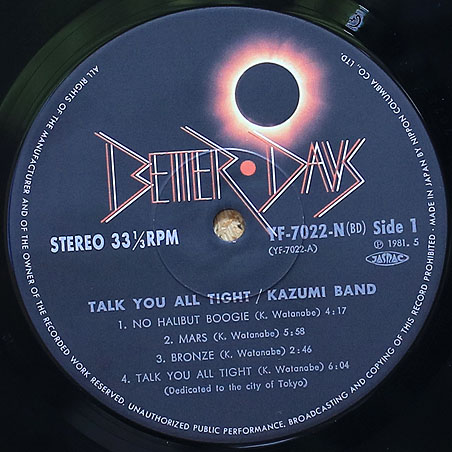 BETTER DAYS
STEREO 33 1/3 RPM
YF-7022-N (BD) Side 1
(YF-7022-A)
Ⓟ 1981. 5
JASRAC
TALK YOU ALL TIGHT / KAZUMI BAND
1. NO HALIBUT BOOGIE (K. Watanabe) 4:17
2. MARS (K. Watanabe) 5:58
3. BRONZE (K. Watanabe) 2:46
4. TALK YOU ALL TIGHT (K. Watanabe) 6:04
(Dedicated to the city of Tokyo)
ALL RIGHTS OF THE MANUFACTURER AND OF THE OWNER OF THE RECORDED WORK RESERVED. UNAUTHORIZED PUBLIC PERFORMANCE, BROADCASTING AND COPYING OF THIS RECORD PROHIBITED · MADE IN JAPAN BY NIPPON COLUMBIA CO., LTD.